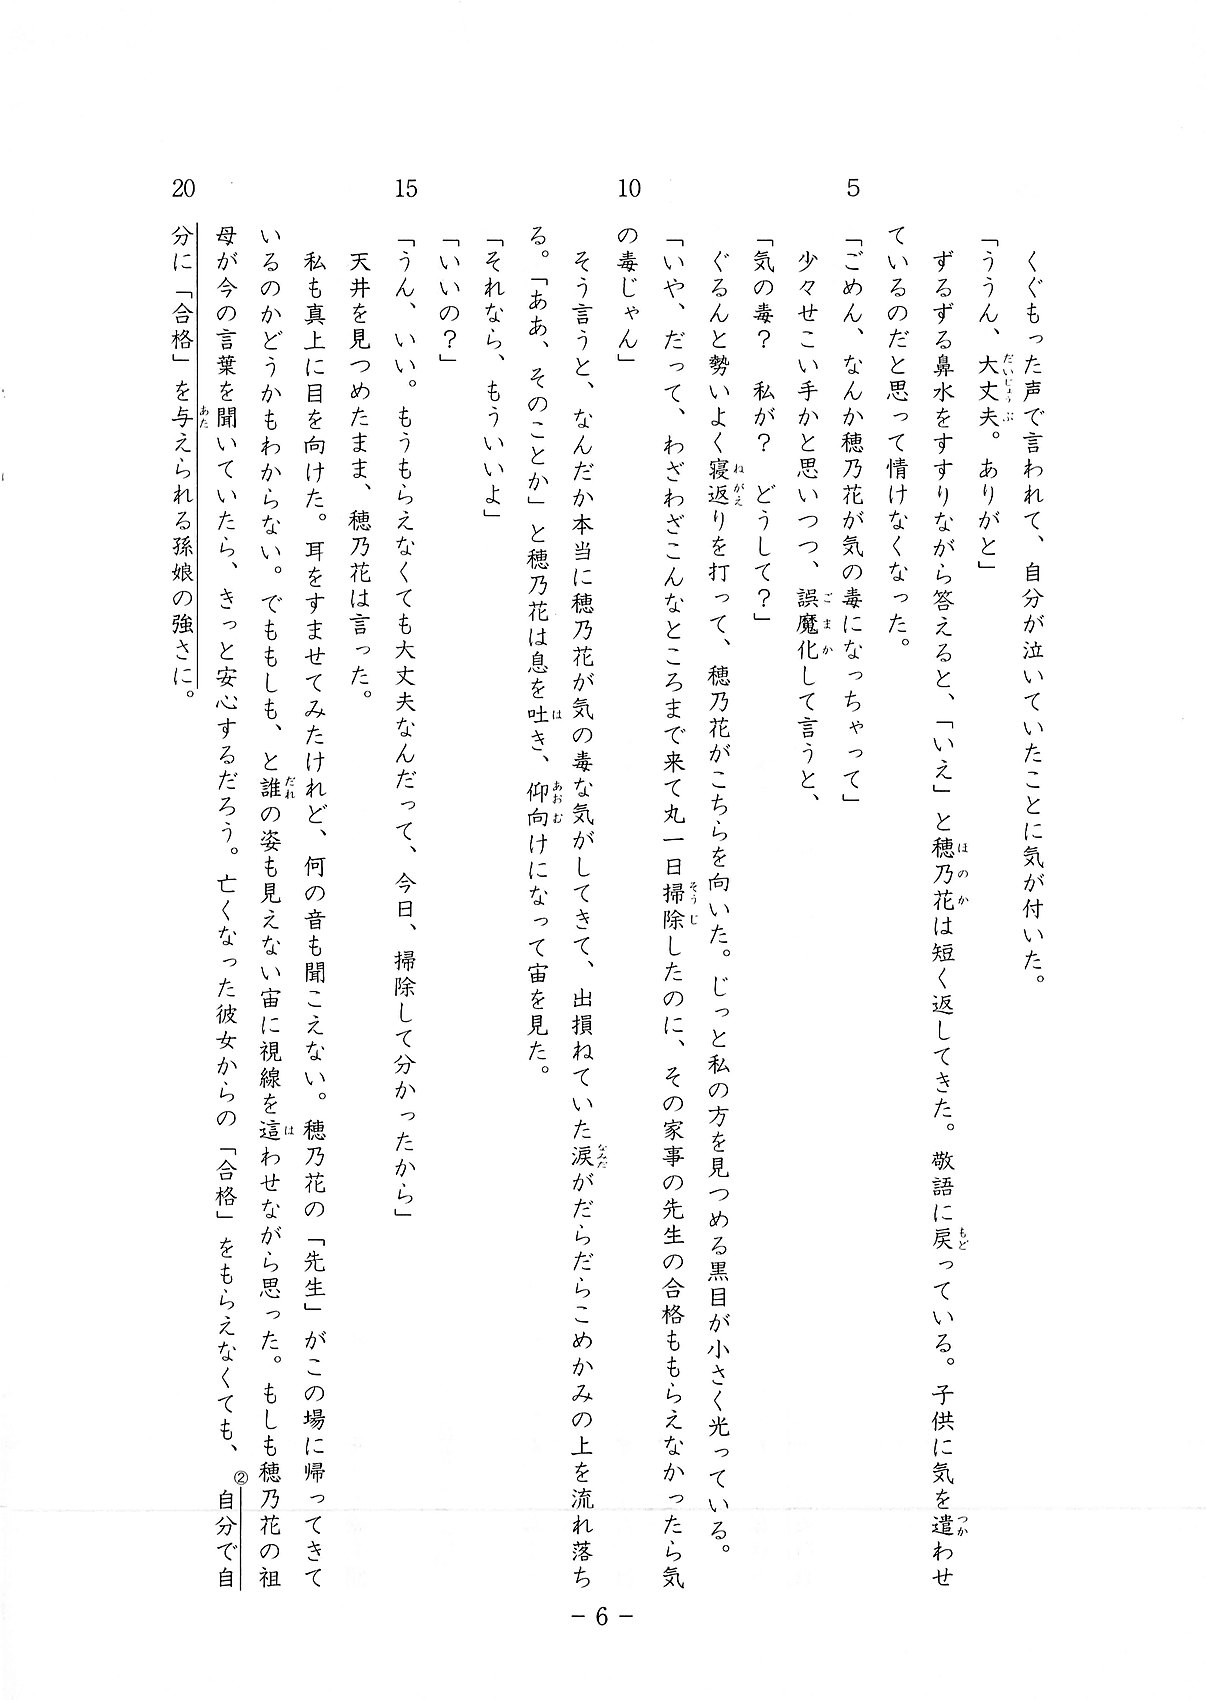 くぐもった声で言われて、自分が泣いていたことに気が付いた。
「ううん、大丈夫。ありがと」
ずるずる鼻水をすすりながら答えると、「いえ」と穂乃花は短く返してきた。敬語に戻っている。子供に気を遣わせ
ているのだと思って情けなくなった。
5
「ごめん、なんか穂乃花が気の毒になっちゃって」
少々せこい手かと思いつつ、誤魔化して言うと、
「気の毒？　私が？　どうして？」
ぐるんと勢いよく寝返りを打って、穂乃花がこちらを向いた。じっと私の方を見つめる黒目が小さく光っている。
「いや、だって、わざわざこんなところまで来て丸一日掃除したのに、その家事の先生の合格ももらえなかったら気
10
の毒じゃん」
そう言うと、なんだか本当に穂乃花が気の毒な気がしてきて、出損ねていた涙がだらだらこめかみの上を流れ落ち
る。「ああ、そのことか」と穂乃花は息を吐き、仰向けになって宙を見た。
「それなら、もういいよ」
「いいの？」
15
「うん、いい。もうもらえなくても大丈夫なんだって、今日、掃除して分かったから」
天井を見つめたまま、穂乃花は言った。
私も真上に目を向けた。耳をすませてみたけれど、何の音も聞こえない。穂乃花の「先生」がこの場に帰ってきて
いるのかどうかもわからない。でももしも、と誰の姿も見えない宙に視線を這わせながら思った。もしも穂乃花の祖
母が今の言葉を聞いていたら、きっと安心するだろう。亡くなった彼女からの「合格」をもらえなくても、②自分で自
20
分に「合格」を与えられる孫娘の強さに。
－6－